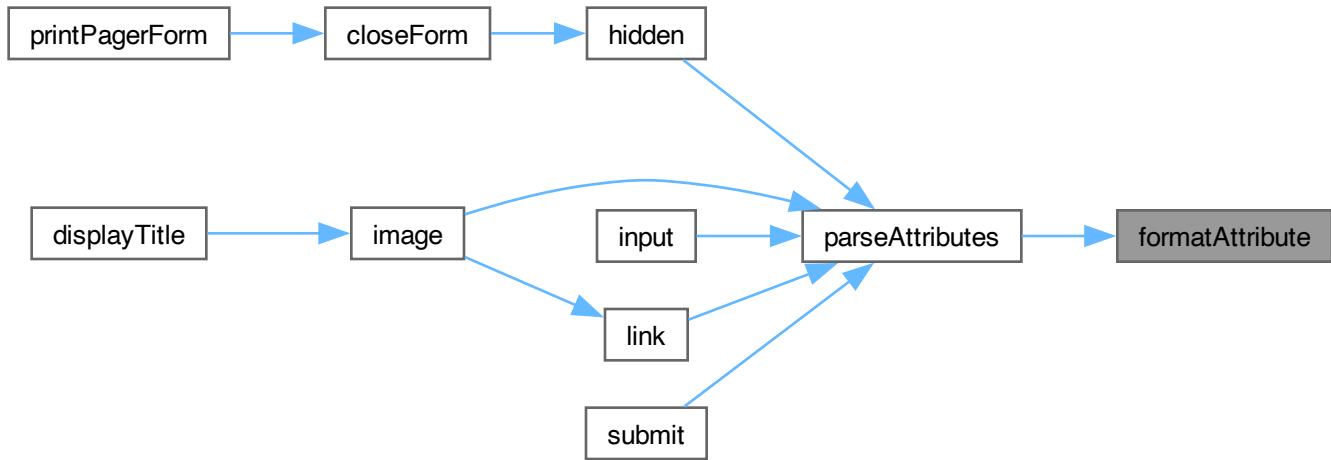 printPagerForm
closeForm
hidden
displayTitle
image
input
parseAttributes
formatAttribute
link
submit